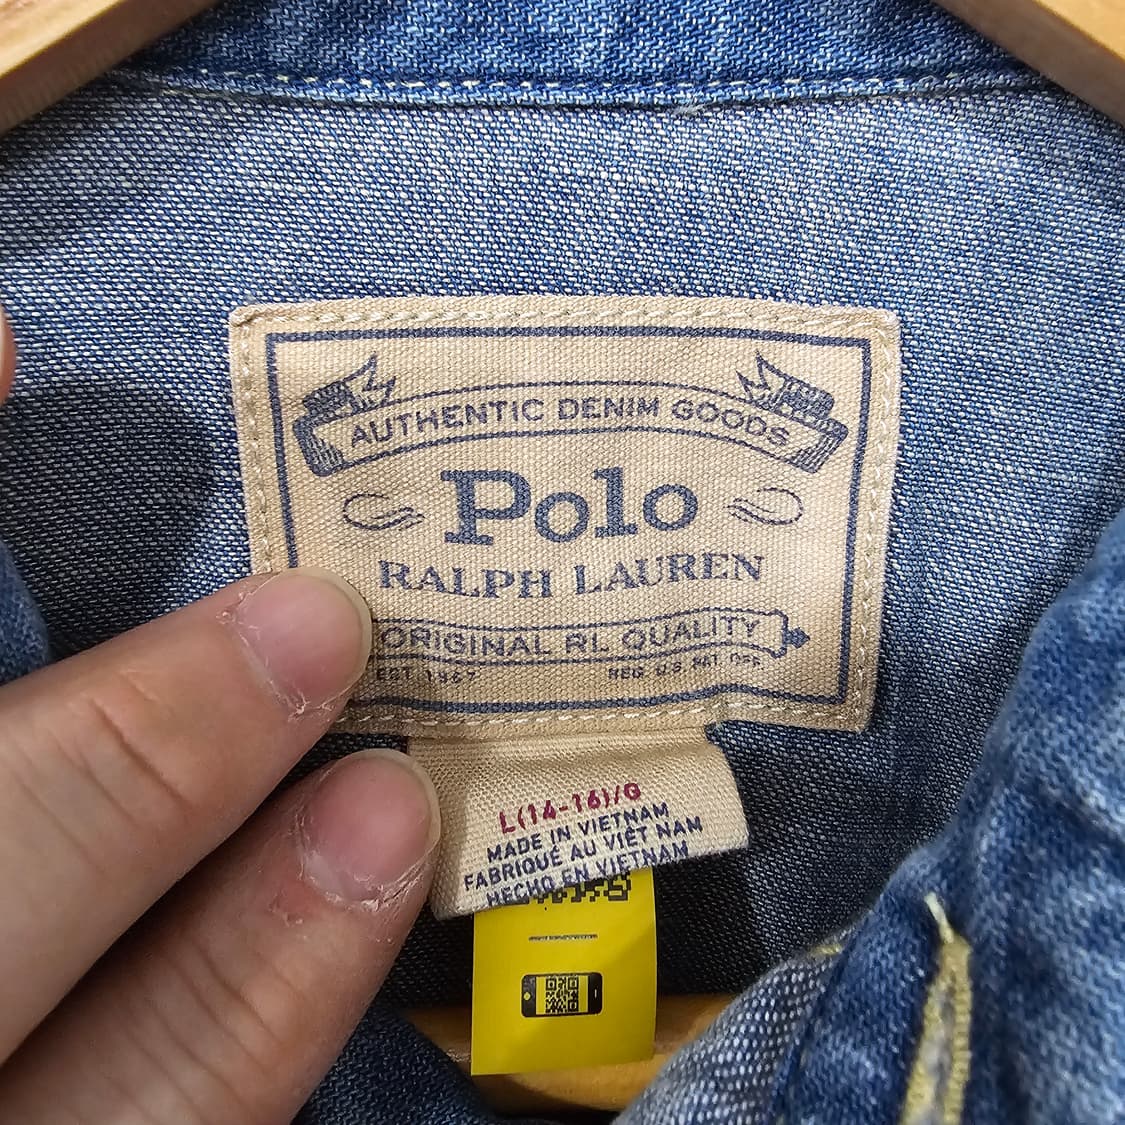 AUTHENTIC DENIM GOODS
Polo
RALPH LAUREN
ORIGINAL RL QUALITY
EST 1967
REG U.S. PAT. OFF.
L(14-16)/G
MADE IN VIETNAM
FABRIQUÉ AU VIÊT NAM
HECHO EN VIETNAM